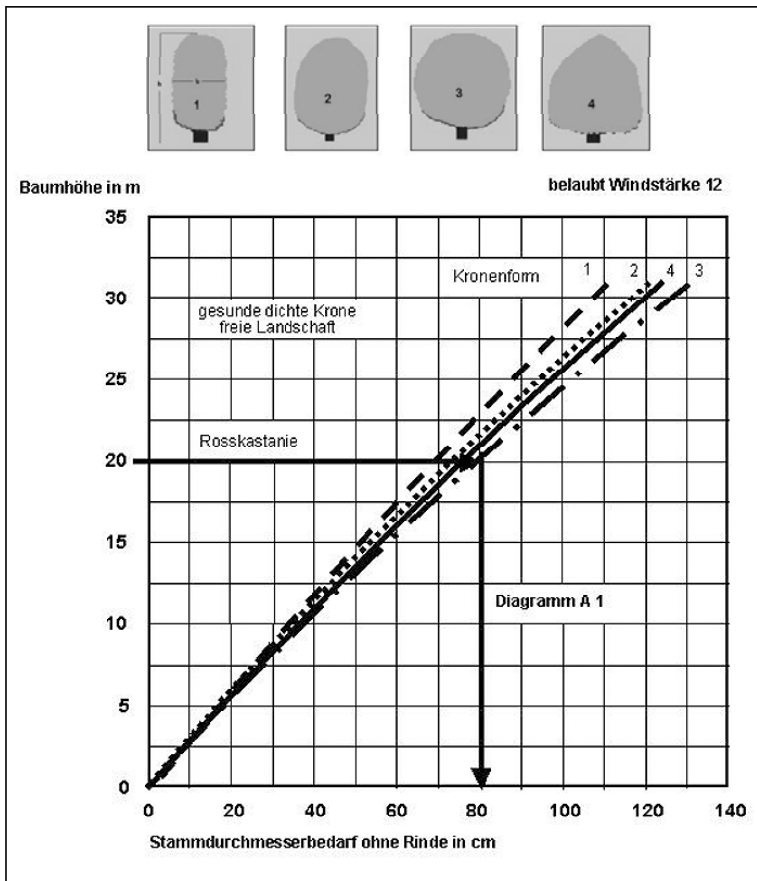 1
2
3
4
Baumhöhe in m
belaubt Windstärke 12
35
30
25
20
15
10
5
0
Kronenform
1
2
4
3
gesunde dichte Krone
freie Landschaft
Rosskastanie
Diagramm A 1
0 20 40 60 80 100 120 140
Stammdurchmesserbedarf ohne Rinde in cm